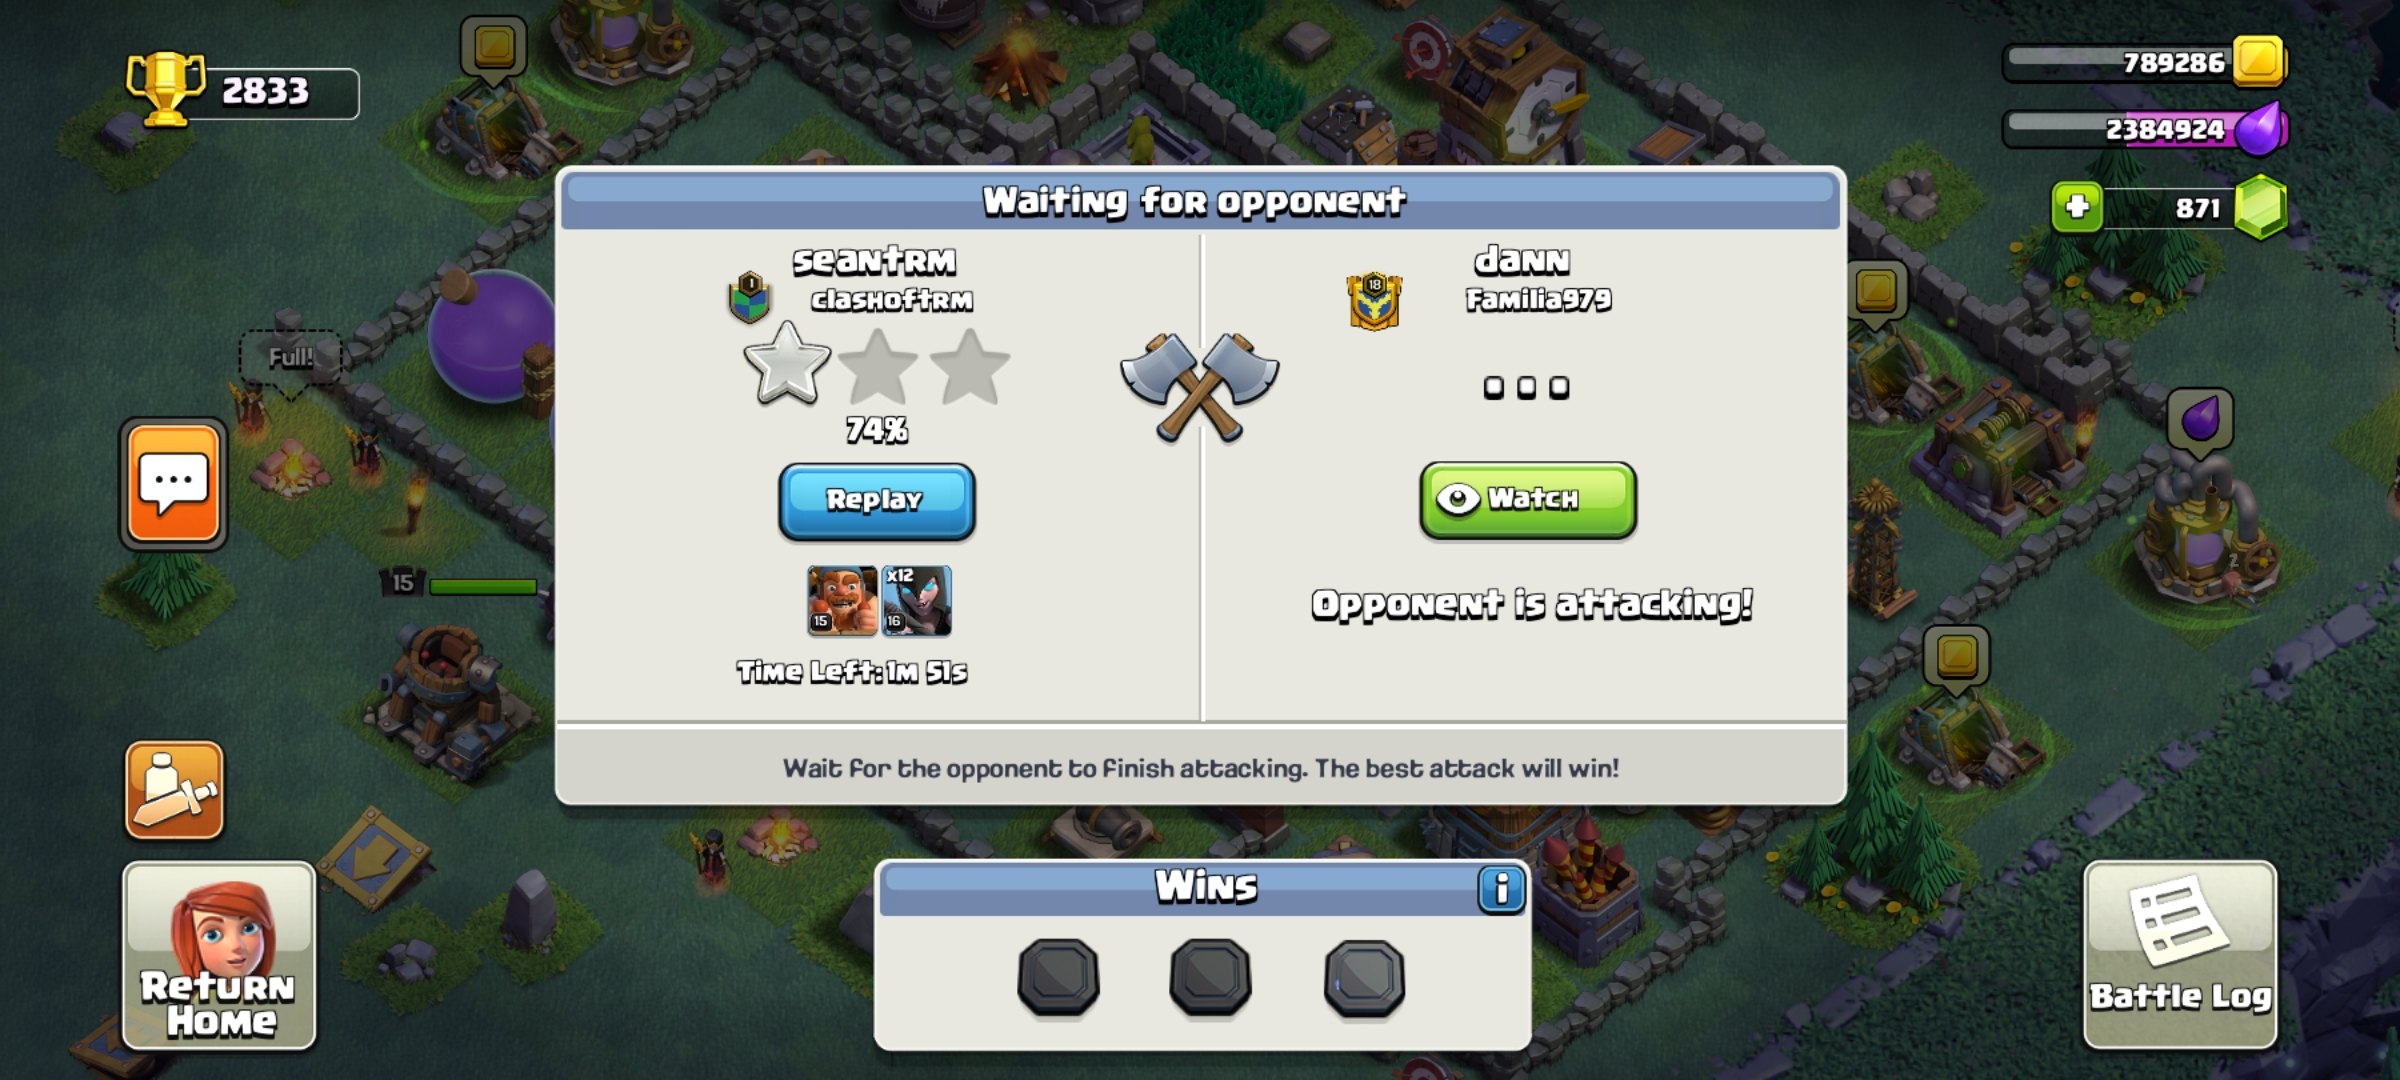 2833
789286
2384924
871
Waiting for opponent
seantrm
1
clashoftrm
74%
Replay
15
x12
16
Time Left: 1m 51s
dann
18
Familia979
Watch
Opponent is attacking!
Wait for the opponent to finish attacking. The best attack will win!
Full!
15
z
Wins
i
Return
Home
Battle Log